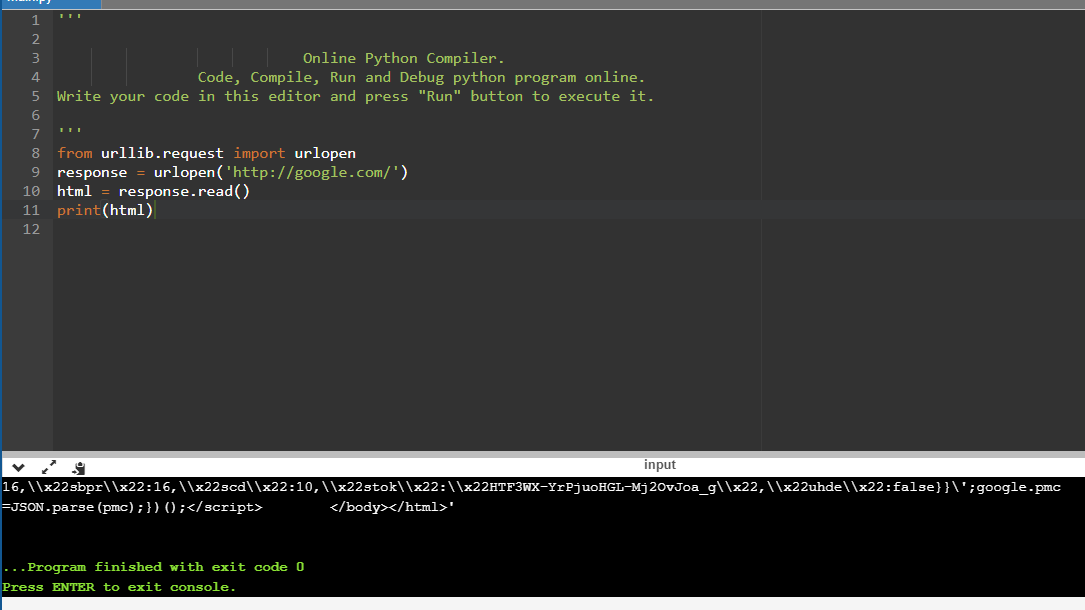 main.py
1 '''
2
3 Online Python Compiler.
4 Code, Compile, Run and Debug python program online.
5 Write your code in this editor and press "Run" button to execute it.
6
7 '''
8 from urllib.request import urlopen
9 response = urlopen('http://google.com/')
10 html = response.read()
11 print(html)
12
input
16,\\x22sbpr\\x22:16,\\x22scd\\x22:10,\\x22stok\\x22:\\x22HTF3WX-YrPjuoHGL-Mj2OvJoa_g\\x22,\\x22uhde\\x22:false}}\';google.pmc
=JSON.parse(pmc);})();</script>        </body></html>'
...Program finished with exit code 0
Press ENTER to exit console.